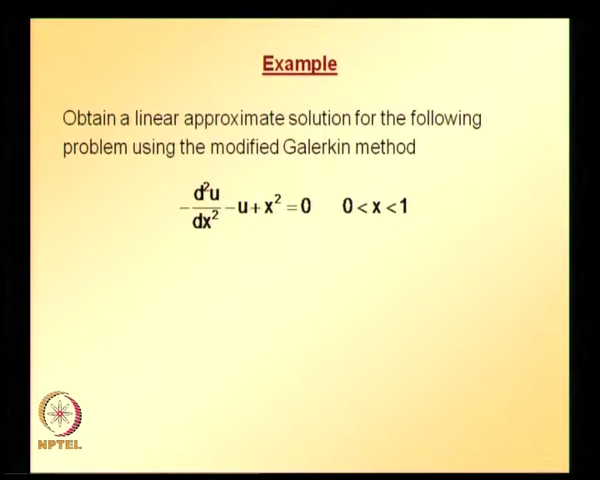 Example
Obtain a linear approximate solution for the following
problem using the modified Galerkin method
-d²u/dx² - u + x² = 0    0 < x < 1
NPTEL